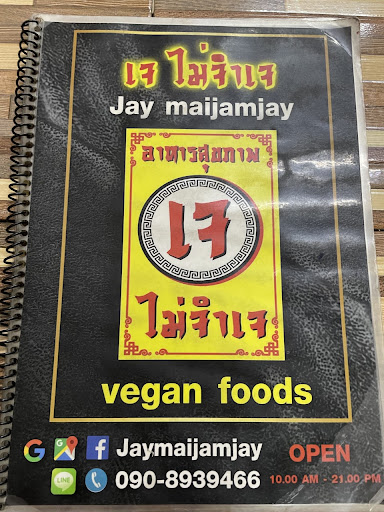 เจ ไม่จำเจ
Jay maijamjay
อาหารสุขภาพ
เจ
ไม่จำเจ
vegan foods
Jaymaijamjay
OPEN
LINE 090-8939466
10.00 AM - 21.00 PM